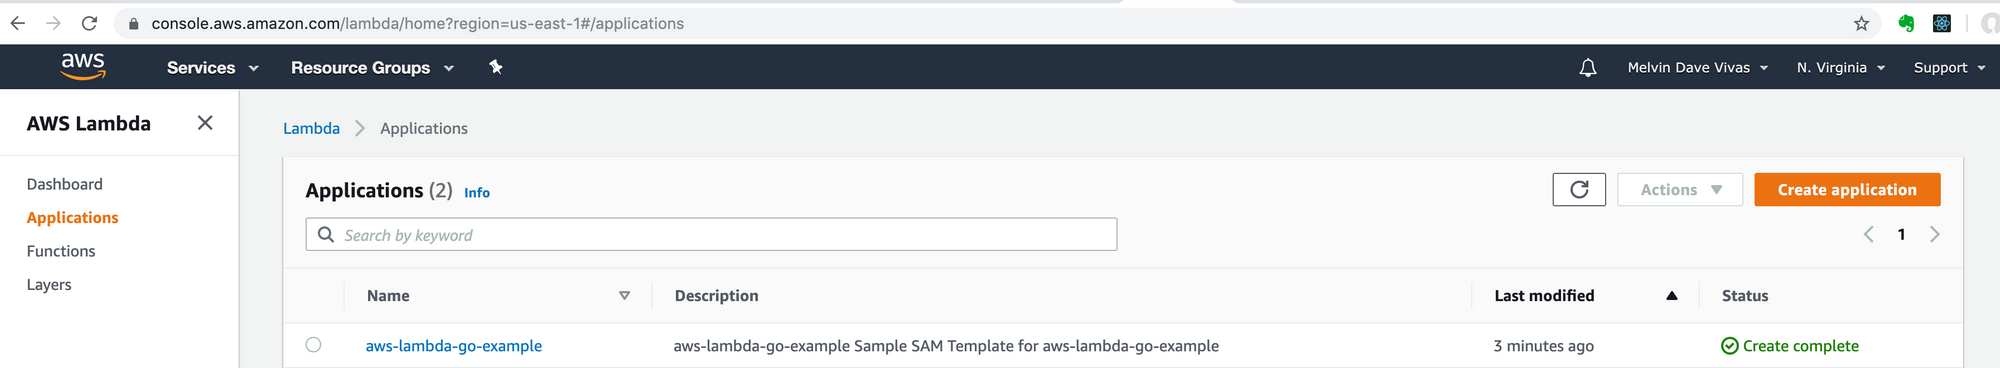 console.aws.amazon.com/lambda/home?region=us-east-1#/applications
aws Services Resource Groups Melvin Dave Vivas N. Virginia Support
AWS Lambda
Dashboard
Applications
Functions
Layers
Lambda Applications
Applications (2) Info Actions Create application
Search by keyword 1
Name Description Last modified Status
aws-lambda-go-example aws-lambda-go-example Sample SAM Template for aws-lambda-go-example 3 minutes ago Create complete